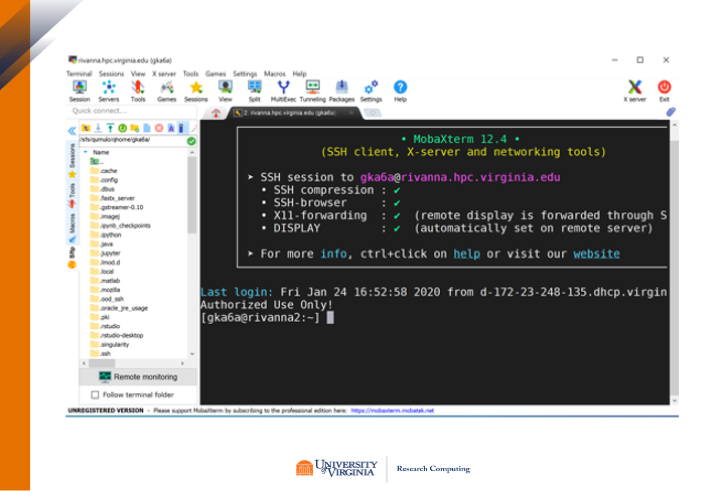 rivanna.hpc.virginia.edu (gka6a)
Terminal Sessions View X server Tools Games Settings Macros Help
Session Servers Tools Games Sessions View Split MultiExec Tunneling Packages Settings Help X server Exit
Quick connect...
2. rivanna.hpc.virginia.edu (gka6a)
/sfs/qumulo/qhome/gka6a/
Name
..
.cache
.config
.dbus
.fastx_server
.gstreamer-0.10
.imagej
.ipynb_checkpoints
.ipython
.java
.jupyter
.lmod.d
.local
.matlab
.mozilla
.ood_ssh
.oracle_jre_usage
.pki
.rstudio
.rstudio-desktop
.singularity
.ssh
Sessions
Tools
Macros
Sftp
Remote monitoring
Follow terminal folder
• MobaXterm 12.4 •
(SSH client, X-server and networking tools)
➤ SSH session to gka6a@rivanna.hpc.virginia.edu
• SSH compression : ✔
• SSH-browser : ✔
• X11-forwarding : ✔ (remote display is forwarded through S
• DISPLAY : ✔ (automatically set on remote server)
➤ For more info, ctrl+click on help or visit our website
Last login: Fri Jan 24 16:52:58 2020 from d-172-23-248-135.dhcp.virgin
Authorized Use Only!
[gka6a@rivanna2:~]
UNREGISTERED VERSION - Please support MobaXterm by subscribing to the professional edition here: https://mobaxterm.mobatek.net
UNIVERSITY
of VIRGINIA
Research Computing